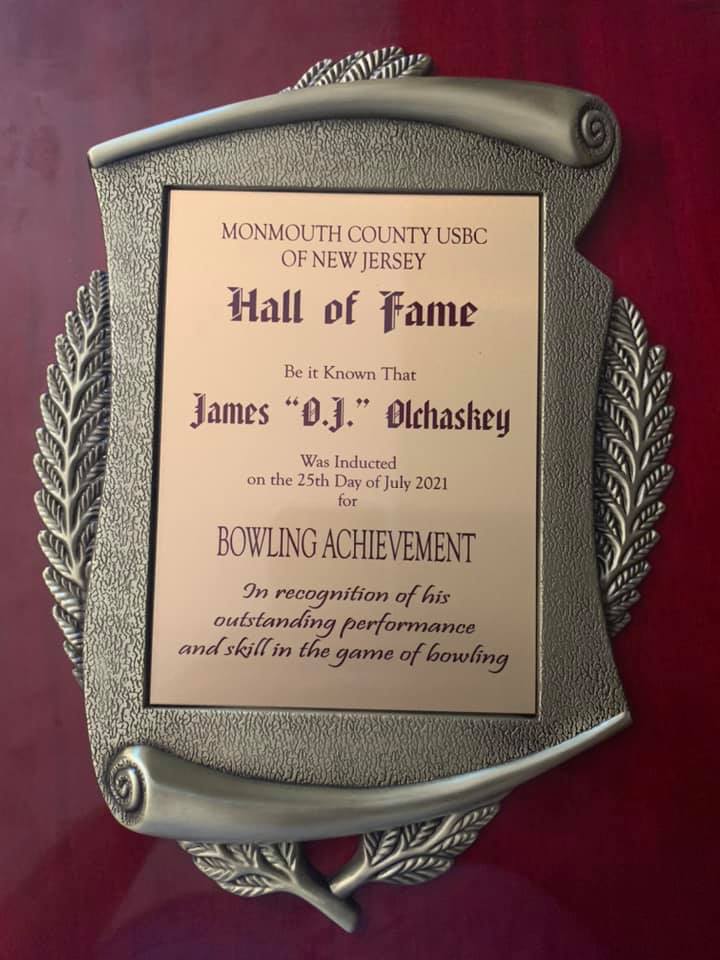 MONMOUTH COUNTY USBC
OF NEW JERSEY
Hall of Fame
Be it Known That
James "O.J." Olchaskey
Was Inducted
on the 25th Day of July 2021
for
BOWLING ACHIEVEMENT
In recognition of his
outstanding performance
and skill in the game of bowling